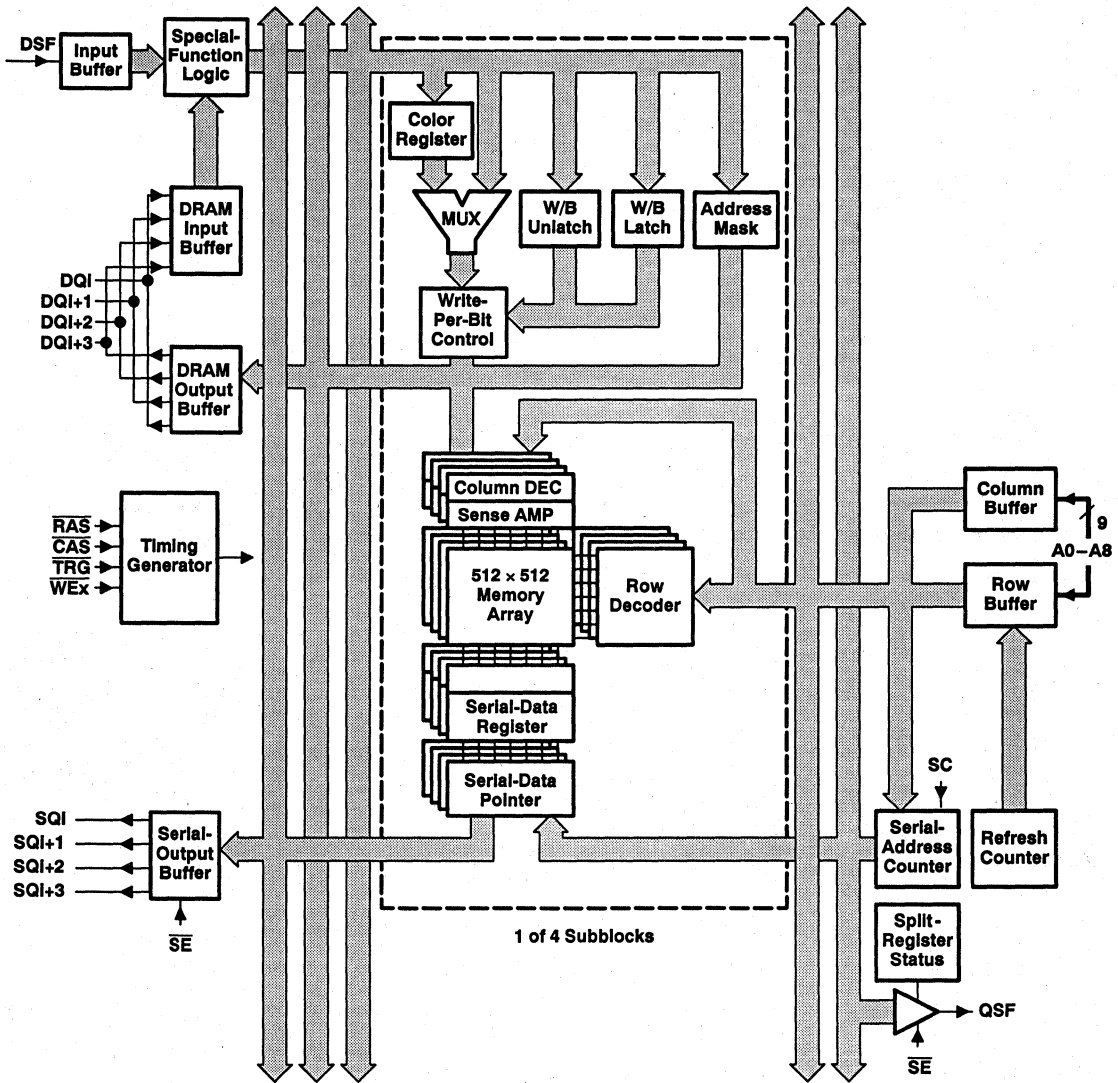 DSF
Input
Buffer
Special-
Function
Logic
Color
Register
MUX
W/B
Unlatch
W/B
Latch
Address
Mask
DRAM
Input
Buffer
DQi
DQi+1
DQi+2
DQi+3
Write-
Per-Bit
Control
DRAM
Output
Buffer
Column DEC
Sense AMP
RAS
CAS
TRG
WEx
Timing
Generator
512 × 512
Memory
Array
Row
Decoder
Column
Buffer
9
A0–A8
Row
Buffer
Serial-Data
Register
Serial-Data
Pointer
SC
SQi
SQi+1
SQi+2
SQi+3
Serial-
Output
Buffer
SE
Serial-
Address
Counter
Refresh
Counter
1 of 4 Subblocks
Split-
Register
Status
QSF
SE